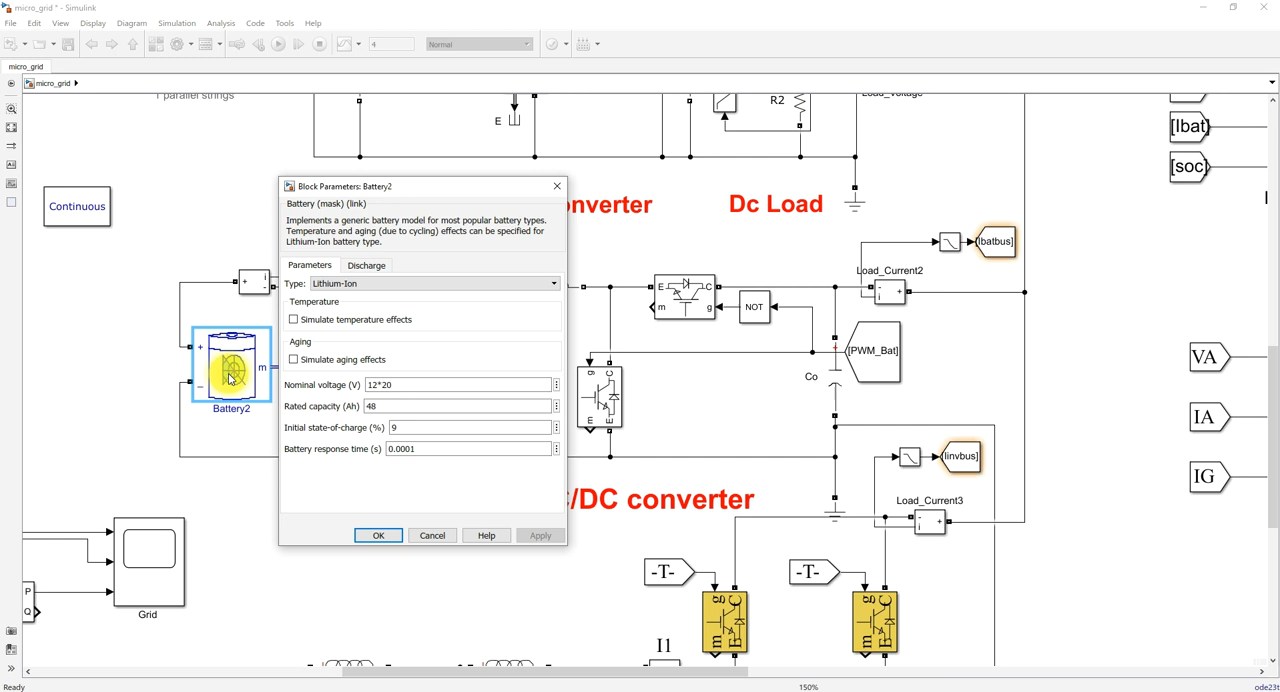 micro_grid * - Simulink
File Edit View Display Diagram Simulation Analysis Code Tools Help
4
Normal
micro_grid
micro_grid
1 parallel strings
E
R2
Load_Voltage
[Ibat]
[soc]
Continuous
Block Parameters: Battery2
Battery (mask) (link)
Implements a generic battery model for most popular battery types.
Temperature and aging (due to cycling) effects can be specified for
Lithium-Ion battery type.
Parameters Discharge
Type: Lithium-Ion
Temperature
Simulate temperature effects
Aging
Simulate aging effects
Nominal voltage (V) 12*20
Rated capacity (Ah) 48
Initial state-of-charge (%) 9
Battery response time (s) 0.0001
OK Cancel Help Apply
onverter
Dc Load
[Ibatbus]
Load_Current2
+ i
-
E C
m g
NOT
- +
i
[PWM_Bat]
VA
+
m
-
Battery2
g C
m E
+
Co
IA
[Iinvbus]
IG
C/DC converter
Load_Current3
- +
i
-T-
-T-
P
Q
Grid
g C
m E
g C
m E
I1
Ready
150%
ode23t